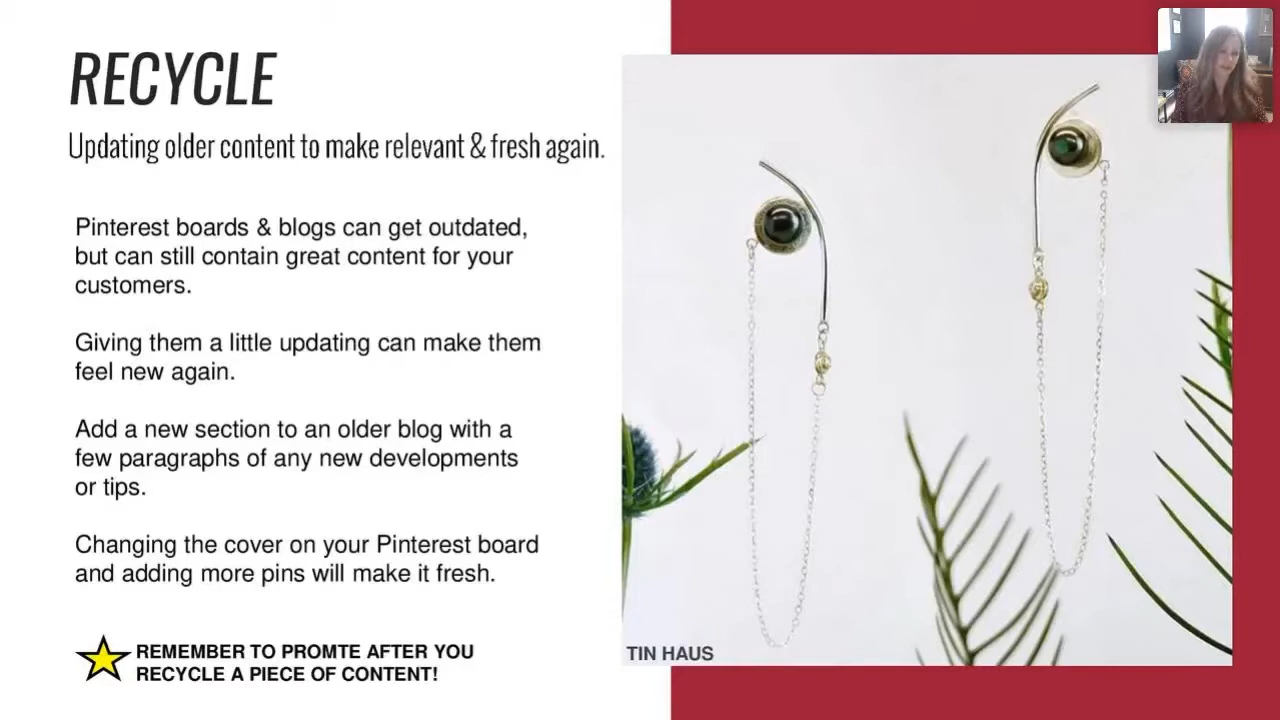 RECYCLE
Updating older content to make relevant & fresh again.
Pinterest boards & blogs can get outdated,
but can still contain great content for your
customers.
Giving them a little updating can make them
feel new again.
Add a new section to an older blog with a
few paragraphs of any new developments
or tips.
Changing the cover on your Pinterest board
and adding more pins will make it fresh.
REMEMBER TO PROMTE AFTER YOU
RECYCLE A PIECE OF CONTENT!
TIN HAUS